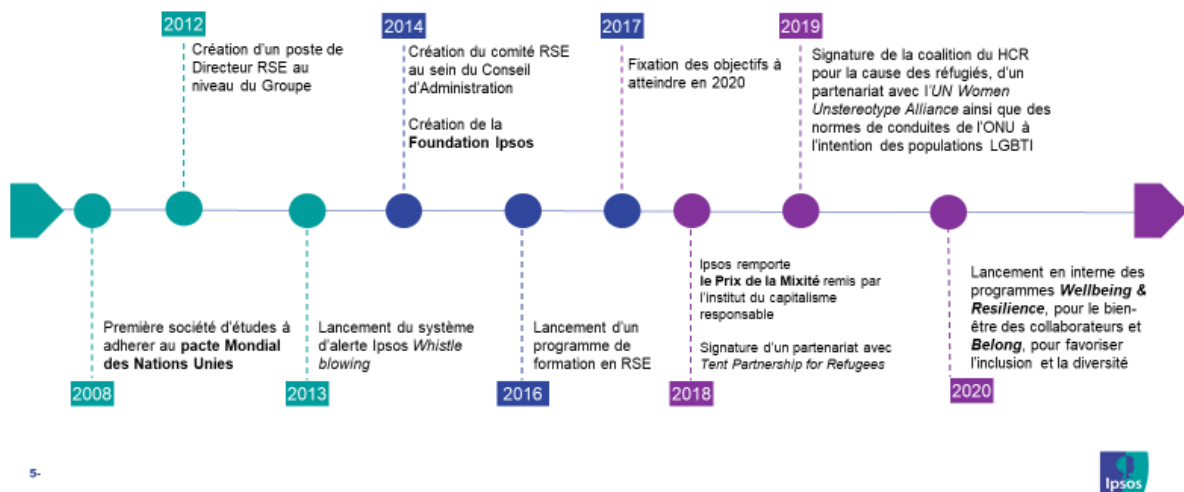 2012
Création d'un poste de
Directeur RSE au
niveau du Groupe
2014
Création du comité RSE
au sein du Conseil
d'Administration
Création de la
Foundation Ipsos
2017
Fixation des objectifs à
atteindre en 2020
2019
Signature de la coalition du HCR
pour la cause des réfugiés, d'un
partenariat avec l'UN Women
Unstereotype Alliance ainsi que des
normes de conduites de l'ONU à
l'intention des populations LGBTI
Première société d'études à
adherer au pacte Mondial
des Nations Unies
2008
Lancement du système
d'alerte Ipsos Whistle
blowing
2013
Lancement d'un
programme de
formation en RSE
2016
Ipsos remporte
le Prix de la Mixité remis par
l'institut du capitalisme
responsable
Signature d'un partenariat avec
Tent Partnership for Refugees
2018
Lancement en interne des
programmes Wellbeing &
Resilience, pour le bien-
être des collaborateurs et
Belong, pour favoriser
l'inclusion et la diversité
2020
5-
Ipsos